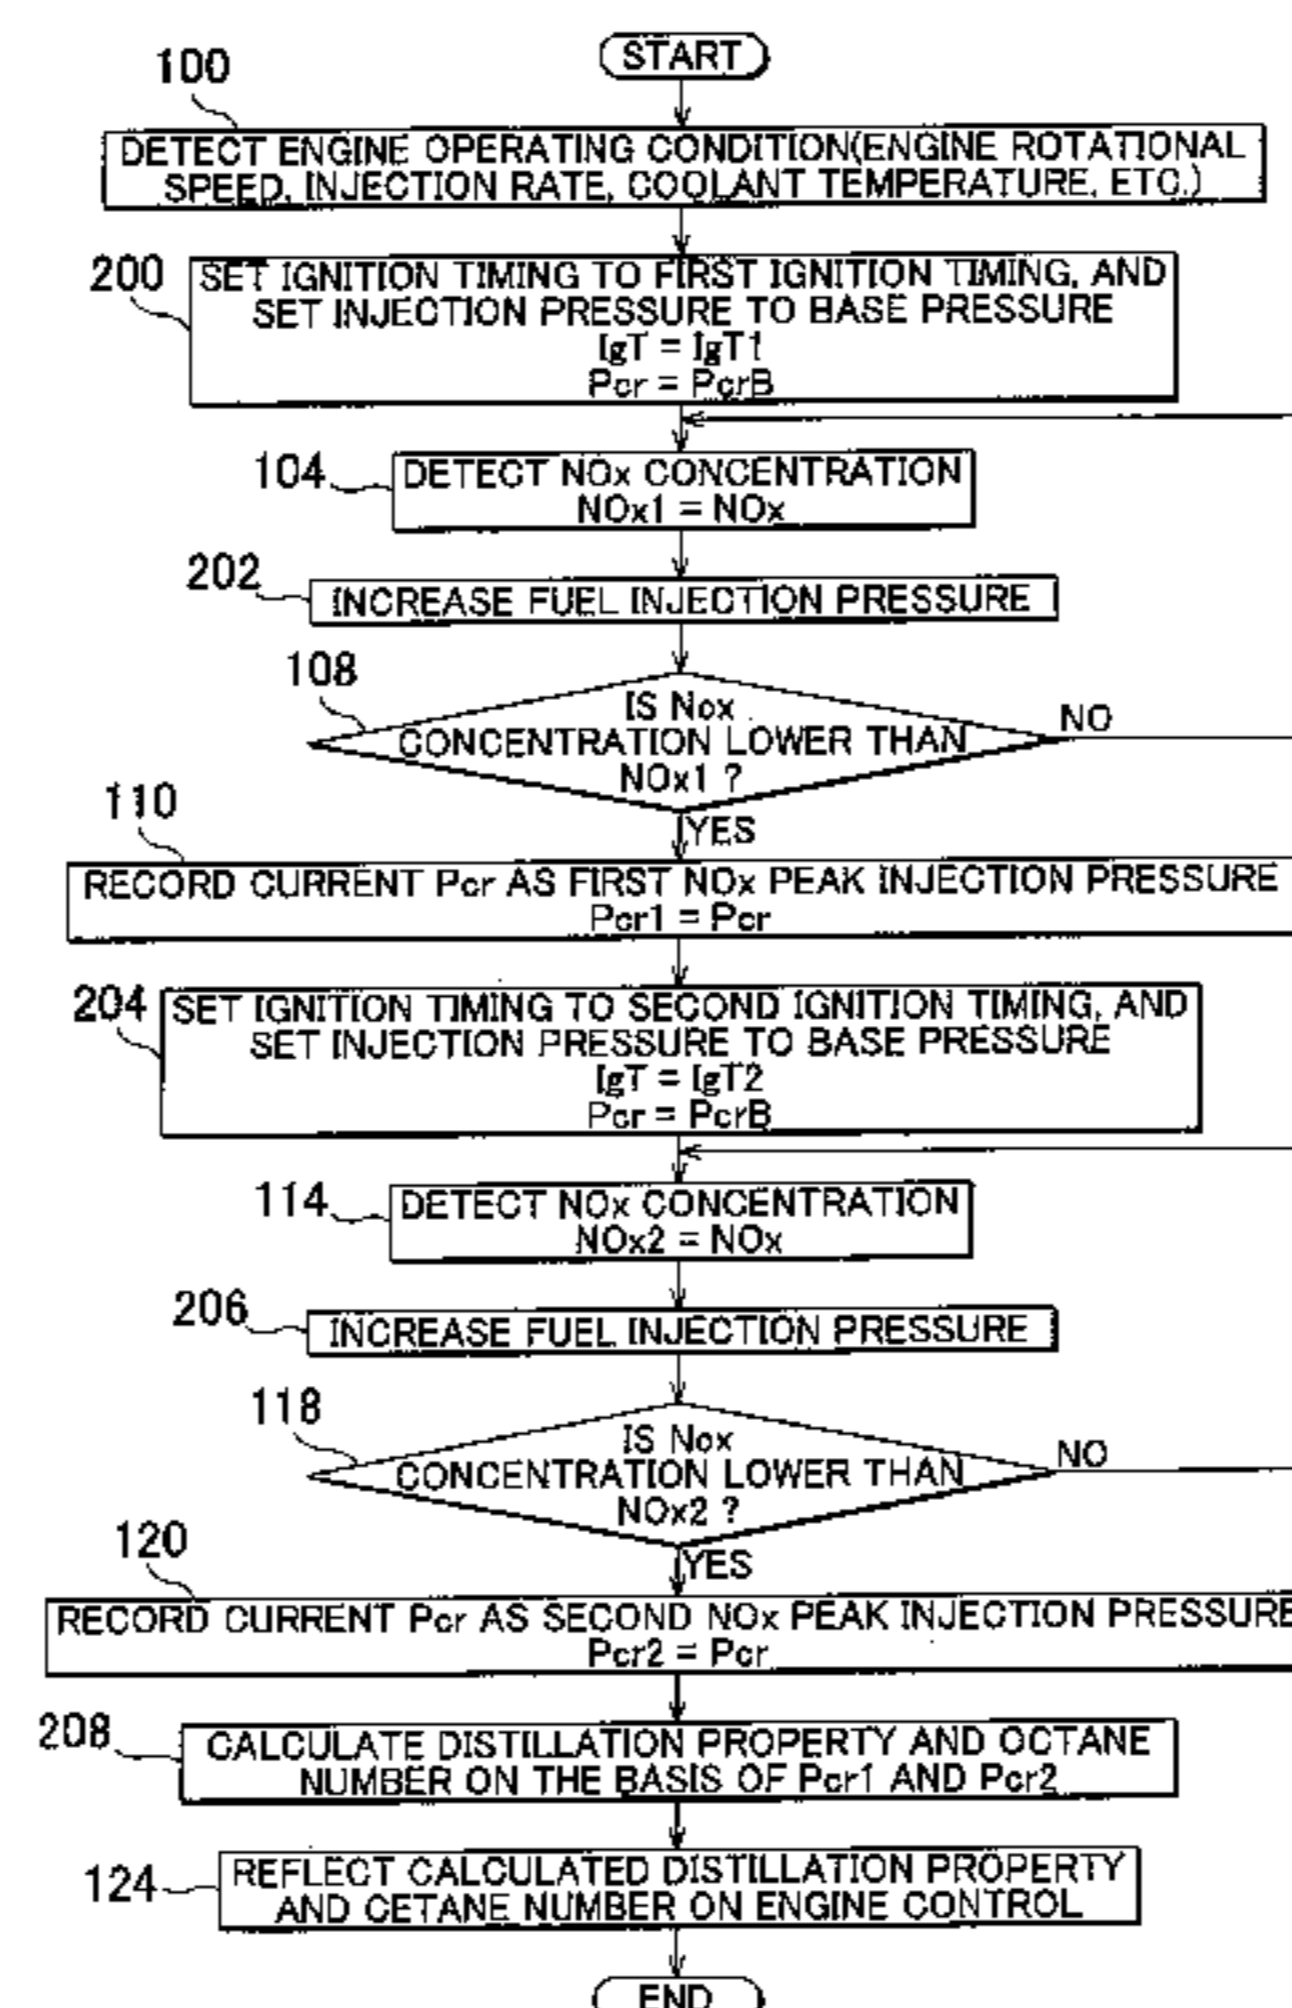 START
100
DETECT ENGINE OPERATING CONDITION(ENGINE ROTATIONAL
SPEED, INJECTION RATE, COOLANT TEMPERATURE, ETC.)
200
SET IGNITION TIMING TO FIRST IGNITION TIMING, AND
SET INJECTION PRESSURE TO BASE PRESSURE
IgT = IgT1
Pcr = PcrB
104
DETECT NOx CONCENTRATION
NOx1 = NOx
202
INCREASE FUEL INJECTION PRESSURE
108
IS Nox
CONCENTRATION LOWER THAN
NOx1 ?
NO
YES
110
RECORD CURRENT Pcr AS FIRST NOx PEAK INJECTION PRESSURE
Pcr1 = Pcr
204
SET IGNITION TIMING TO SECOND IGNITION TIMING, AND
SET INJECTION PRESSURE TO BASE PRESSURE
IgT = IgT2
Pcr = PcrB
114
DETECT NOx CONCENTRATION
NOx2 = NOx
206
INCREASE FUEL INJECTION PRESSURE
118
IS Nox
CONCENTRATION LOWER THAN
NOx2 ?
NO
YES
120
RECORD CURRENT Pcr AS SECOND NOx PEAK INJECTION PRESSURE
Pcr2 = Pcr
208
CALCULATE DISTILLATION PROPERTY AND OCTANE
NUMBER ON THE BASIS OF Pcr1 AND Pcr2
124
REFLECT CALCULATED DISTILLATION PROPERTY
AND CETANE NUMBER ON ENGINE CONTROL
END